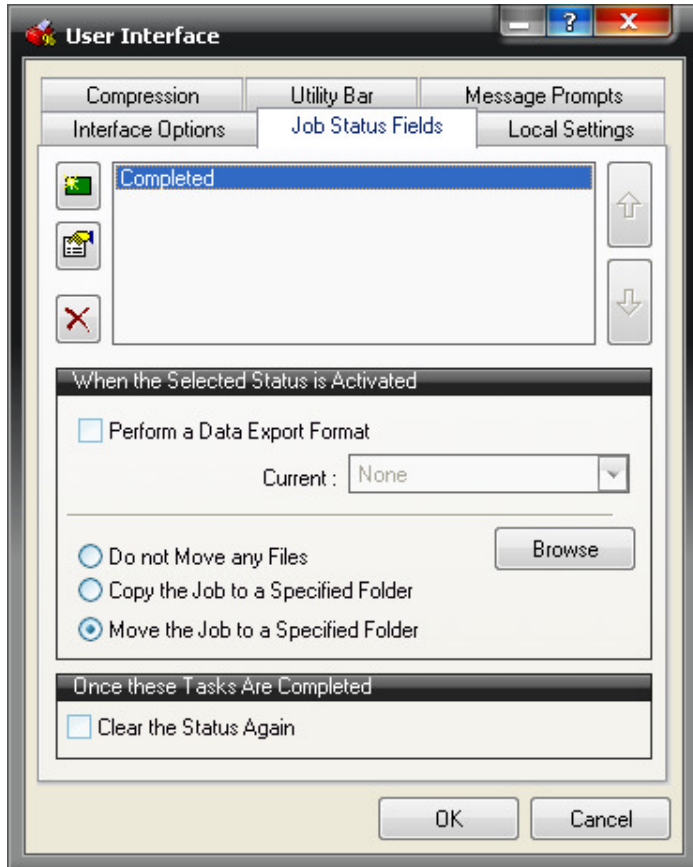 User Interface
?
Compression Utility Bar Message Prompts
Interface Options Job Status Fields Local Settings
Completed
When the Selected Status is Activated
Perform a Data Export Format
Current : None
Browse
Do not Move any Files
Copy the Job to a Specified Folder
Move the Job to a Specified Folder
Once these Tasks Are Completed
Clear the Status Again
OK Cancel